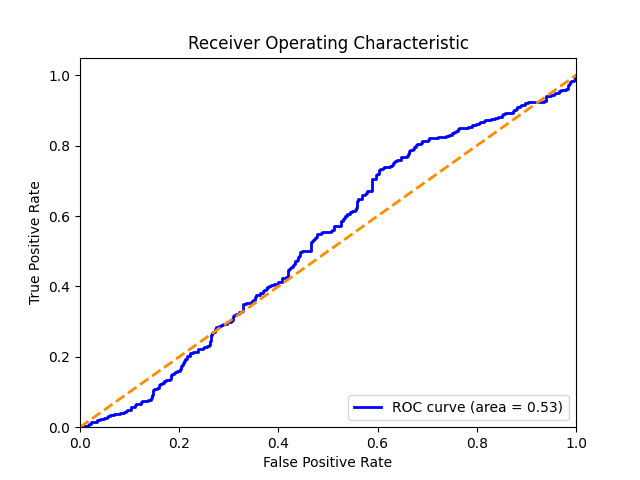 Receiver Operating Characteristic
True Positive Rate
1.0
0.8
0.6
0.4
0.2
0.0
0.0 0.2 0.4 0.6 0.8 1.0
False Positive Rate
ROC curve (area = 0.53)